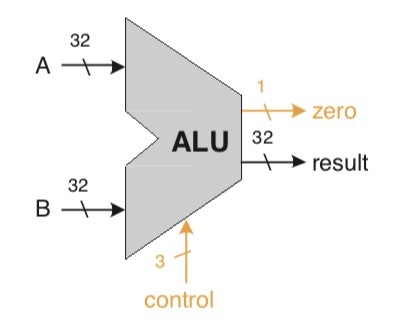 32
A
1
zero
ALU
32
result
32
B
3
control